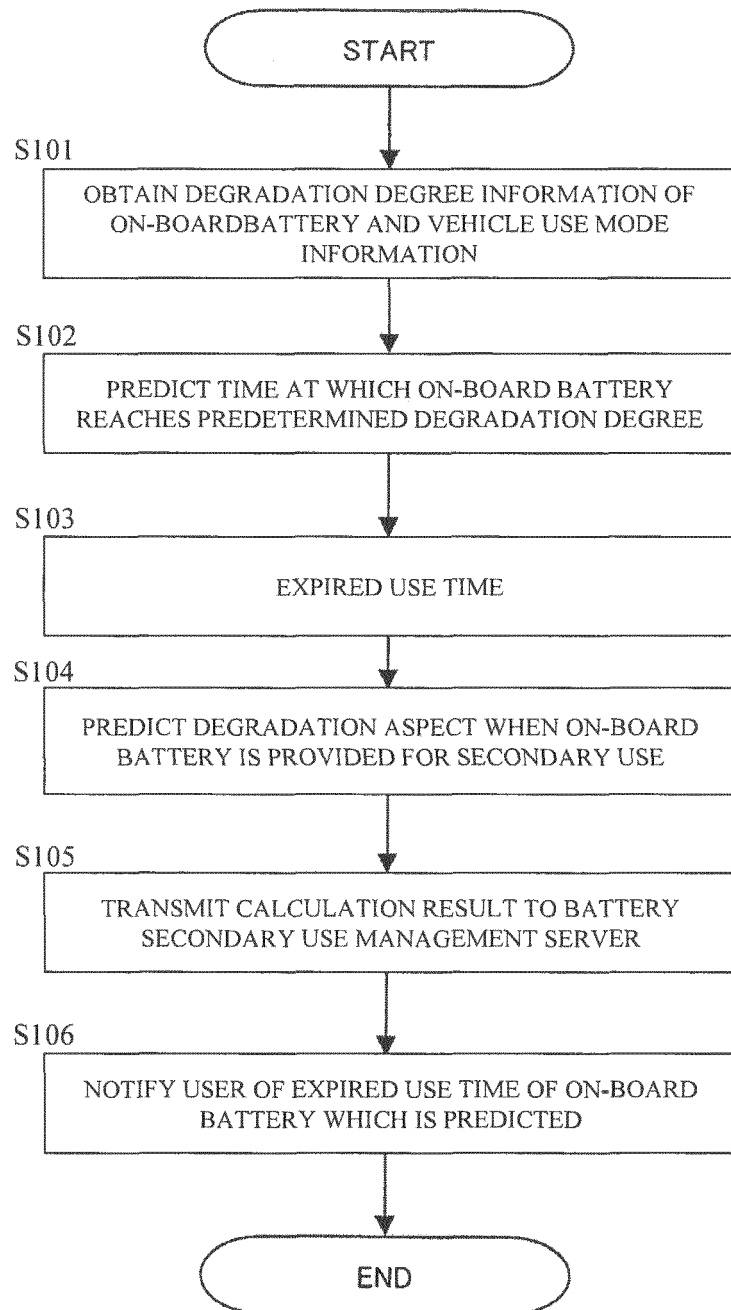 START
S101
OBTAIN DEGRADATION DEGREE INFORMATION OF
ON-BOARDBATTERY AND VEHICLE USE MODE
INFORMATION
S102
PREDICT TIME AT WHICH ON-BOARD BATTERY
REACHES PREDETERMINED DEGRADATION DEGREE
S103
EXPIRED USE TIME
S104
PREDICT DEGRADATION ASPECT WHEN ON-BOARD
BATTERY IS PROVIDED FOR SECONDARY USE
S105
TRANSMIT CALCULATION RESULT TO BATTERY
SECONDARY USE MANAGEMENT SERVER
S106
NOTIFY USER OF EXPIRED USE TIME OF ON-BOARD
BATTERY WHICH IS PREDICTED
END